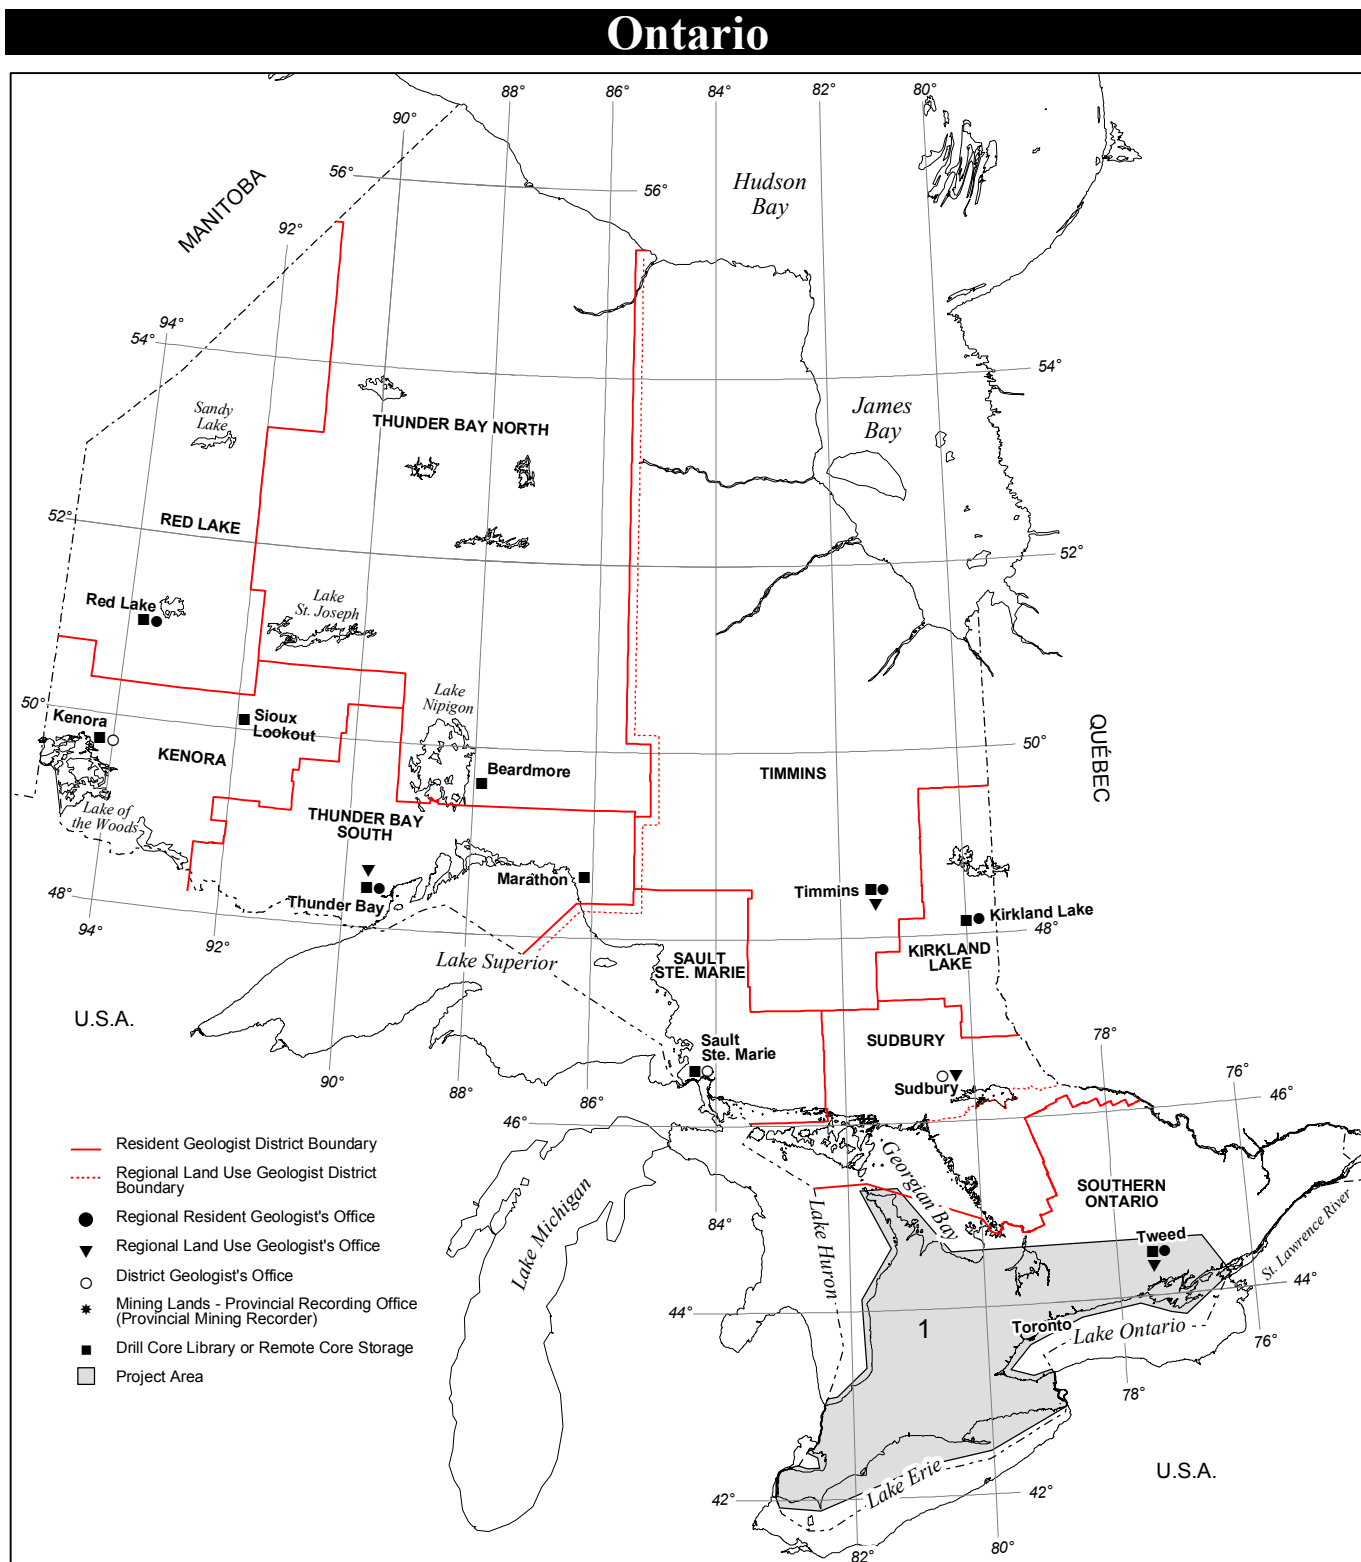 Ontario
88°
86°
84°
82°
80°
90°
56°
56°
92°
94°
54°
54°
52°
52°
50°
50°
48°
48°
94°
92°
90°
88°
86°
84°
46°
78°
76°
46°
44°
44°
76°
78°
42°
42°
82°
80°
MANITOBA
Hudson
Bay
James
Bay
Sandy
Lake
THUNDER BAY NORTH
RED LAKE
Red Lake
Lake
St. Joseph
Lake
Nipigon
Kenora
Sioux
Lookout
KENORA
Beardmore
TIMMINS
QUÉBEC
Lake of
the Woods
THUNDER BAY
SOUTH
Thunder Bay
Marathon
Timmins
Kirkland Lake
KIRKLAND
LAKE
Lake Superior
SAULT
STE. MARIE
U.S.A.
Sault
Ste. Marie
SUDBURY
Sudbury
Georgian Bay
Lake Huron
Lake Michigan
SOUTHERN
ONTARIO
Tweed
St. Lawrence River
Toronto
Lake Ontario
1
Lake Erie
U.S.A.
Resident Geologist District Boundary
Regional Land Use Geologist District
Boundary
Regional Resident Geologist's Office
Regional Land Use Geologist's Office
District Geologist's Office
Mining Lands - Provincial Recording Office
(Provincial Mining Recorder)
Drill Core Library or Remote Core Storage
Project Area